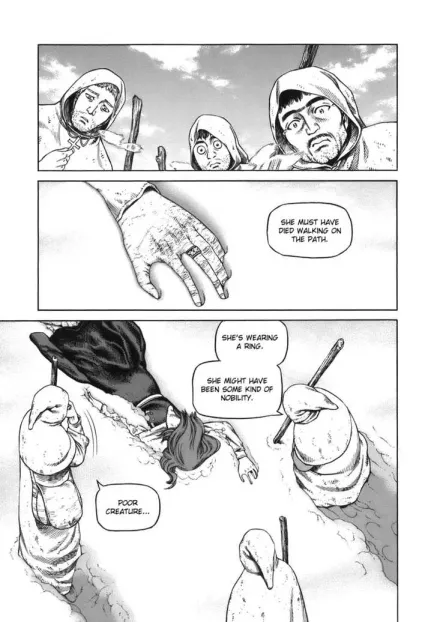 SHE MUST HAVE
DIED WALKING ON
THE PATH.
SHE'S WEARING
A RING.
SHE MIGHT HAVE
BEEN SOME KIND OF
NOBILITY.
POOR
CREATURE...